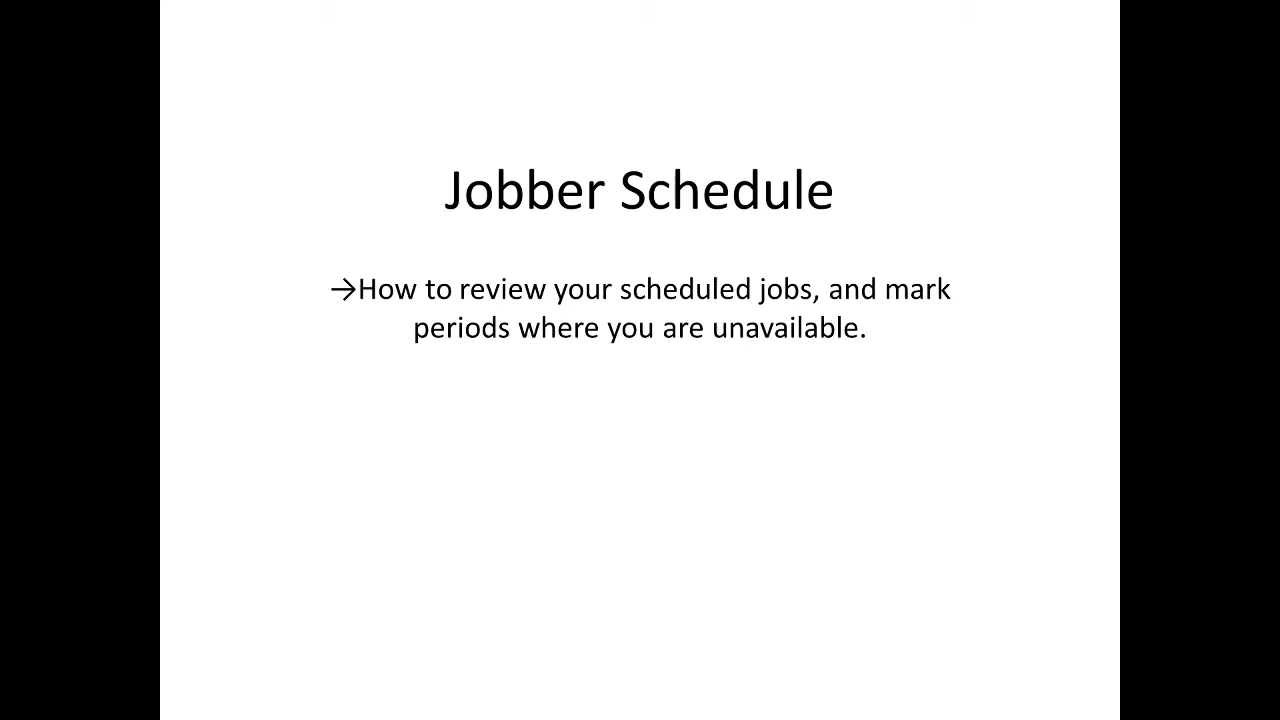 Jobber Schedule
→How to review your scheduled jobs, and mark
periods where you are unavailable.